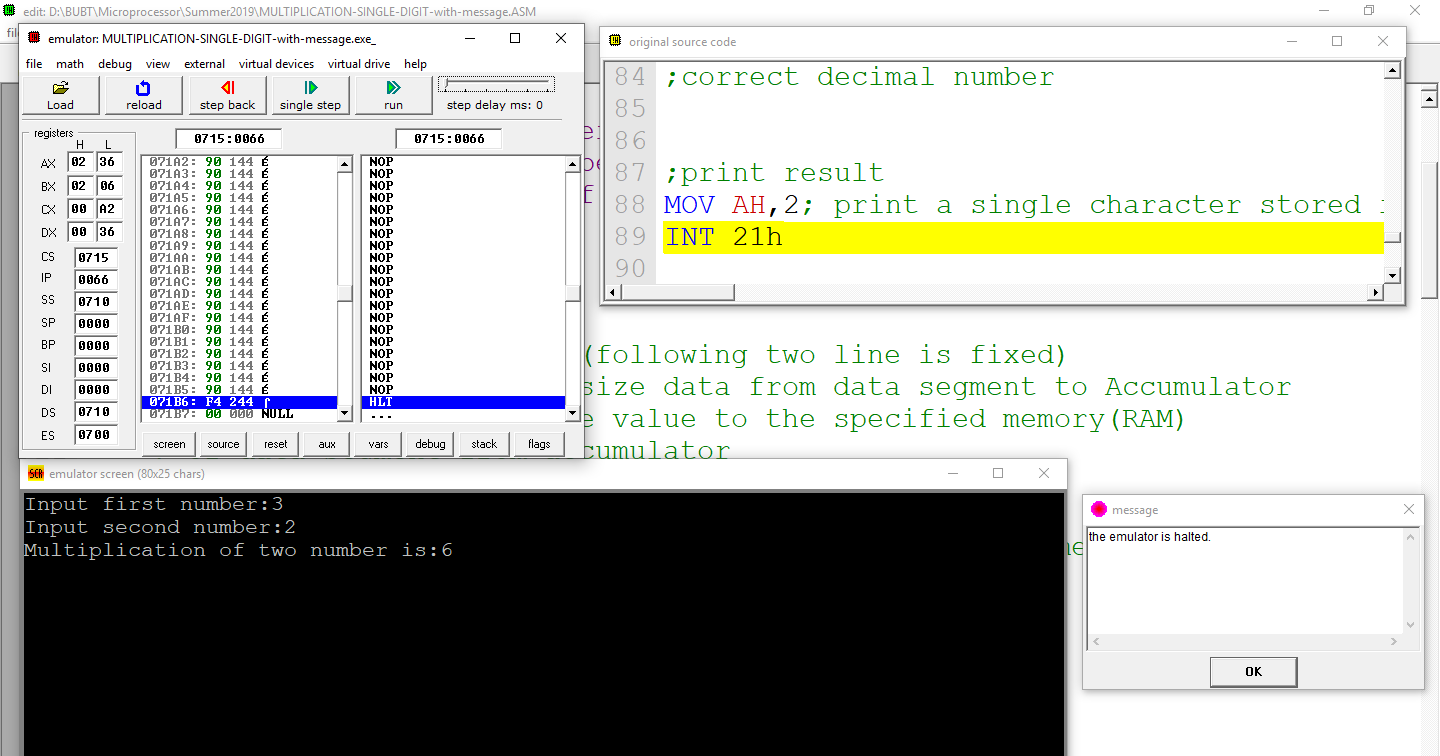 edit: D:\BUBT\Microprocessor\Summer2019\MULTIPLICATION-SINGLE-DIGIT-with-message.ASM
emulator: MULTIPLICATION-SINGLE-DIGIT-with-message.exe_
file math debug view external virtual devices virtual drive help
Load reload step back single step run step delay ms: 0
registers
H L
AX 02 36
BX 02 06
CX 00 A2
DX 00 36
CS 0715
IP 0066
SS 0710
SP 0000
BP 0000
SI 0000
DI 0000
DS 0710
ES 0700
0715:0066 0715:0066
071A2: 90 144 É NOP
071A3: 90 144 É NOP
071A4: 90 144 É NOP
071A5: 90 144 É NOP
071A6: 90 144 É NOP
071A7: 90 144 É NOP
071A8: 90 144 É NOP
071A9: 90 144 É NOP
071AA: 90 144 É NOP
071AB: 90 144 É NOP
071AC: 90 144 É NOP
071AD: 90 144 É NOP
071AE: 90 144 É NOP
071AF: 90 144 É NOP
071B0: 90 144 É NOP
071B1: 90 144 É NOP
071B2: 90 144 É NOP
071B3: 90 144 É NOP
071B4: 90 144 É NOP
071B5: 90 144 É NOP
071B6: F4 244 ⌠ HLT
071B7: 00 000 NULL ...
screen source reset aux vars debug stack flags
original source code
84 ;correct decimal number
85
86
87 ;print result
88 MOV AH,2; print a single character stored
89 INT 21h
90
(following two line is fixed)
size data from data segment to Accumulator
value to the specified memory(RAM)
cumulator
emulator screen (80x25 chars)
Input first number:3
Input second number:2
Multiplication of two number is:6
message
the emulator is halted.
OK